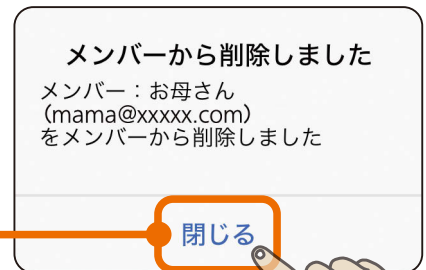 メンバーから削除しました
メンバー：お母さん
（mama@xxxxx.com）
をメンバーから削除しました
閉じる